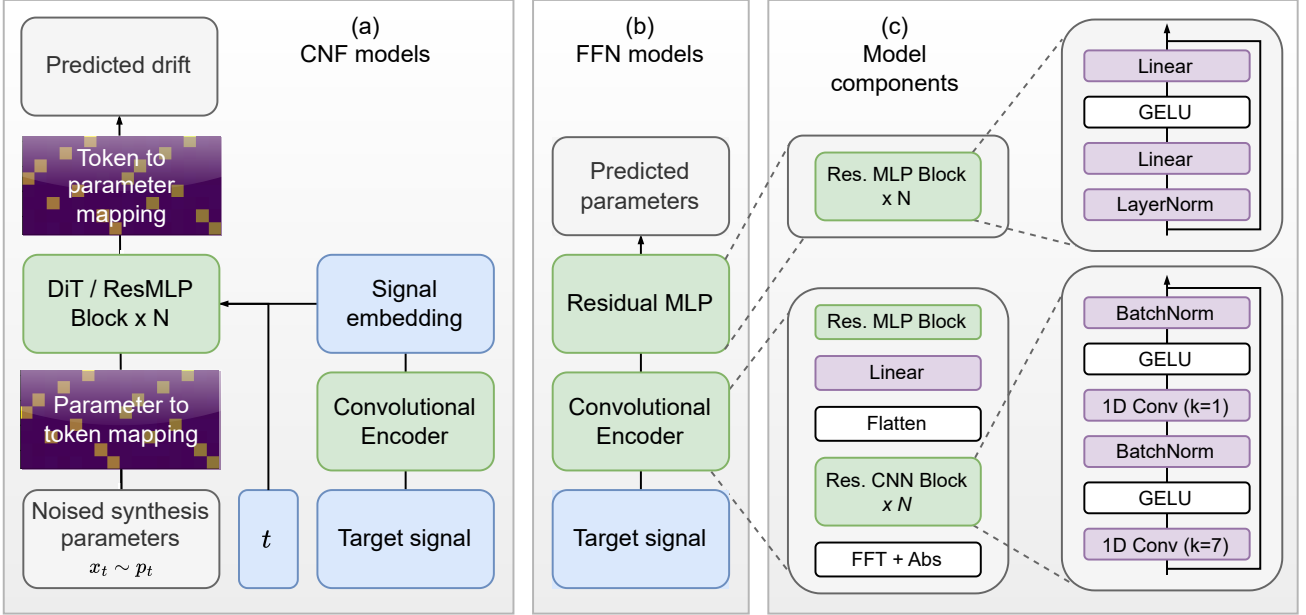 (a)
CNF models
Predicted drift
Token to
parameter
mapping
DiT / ResMLP
Block x N
Signal
embedding
Parameter to
token mapping
Convolutional
Encoder
Noised synthesis
parameters
x_t ∼ p_t
t
Target signal
(b)
FFN models
Predicted
parameters
Residual MLP
Convolutional
Encoder
Target signal
(c)
Model
components
Res. MLP Block
x N
Res. MLP Block
Linear
Flatten
Res. CNN Block
x N
FFT + Abs
Linear
GELU
Linear
LayerNorm
BatchNorm
GELU
1D Conv (k=1)
BatchNorm
GELU
1D Conv (k=7)